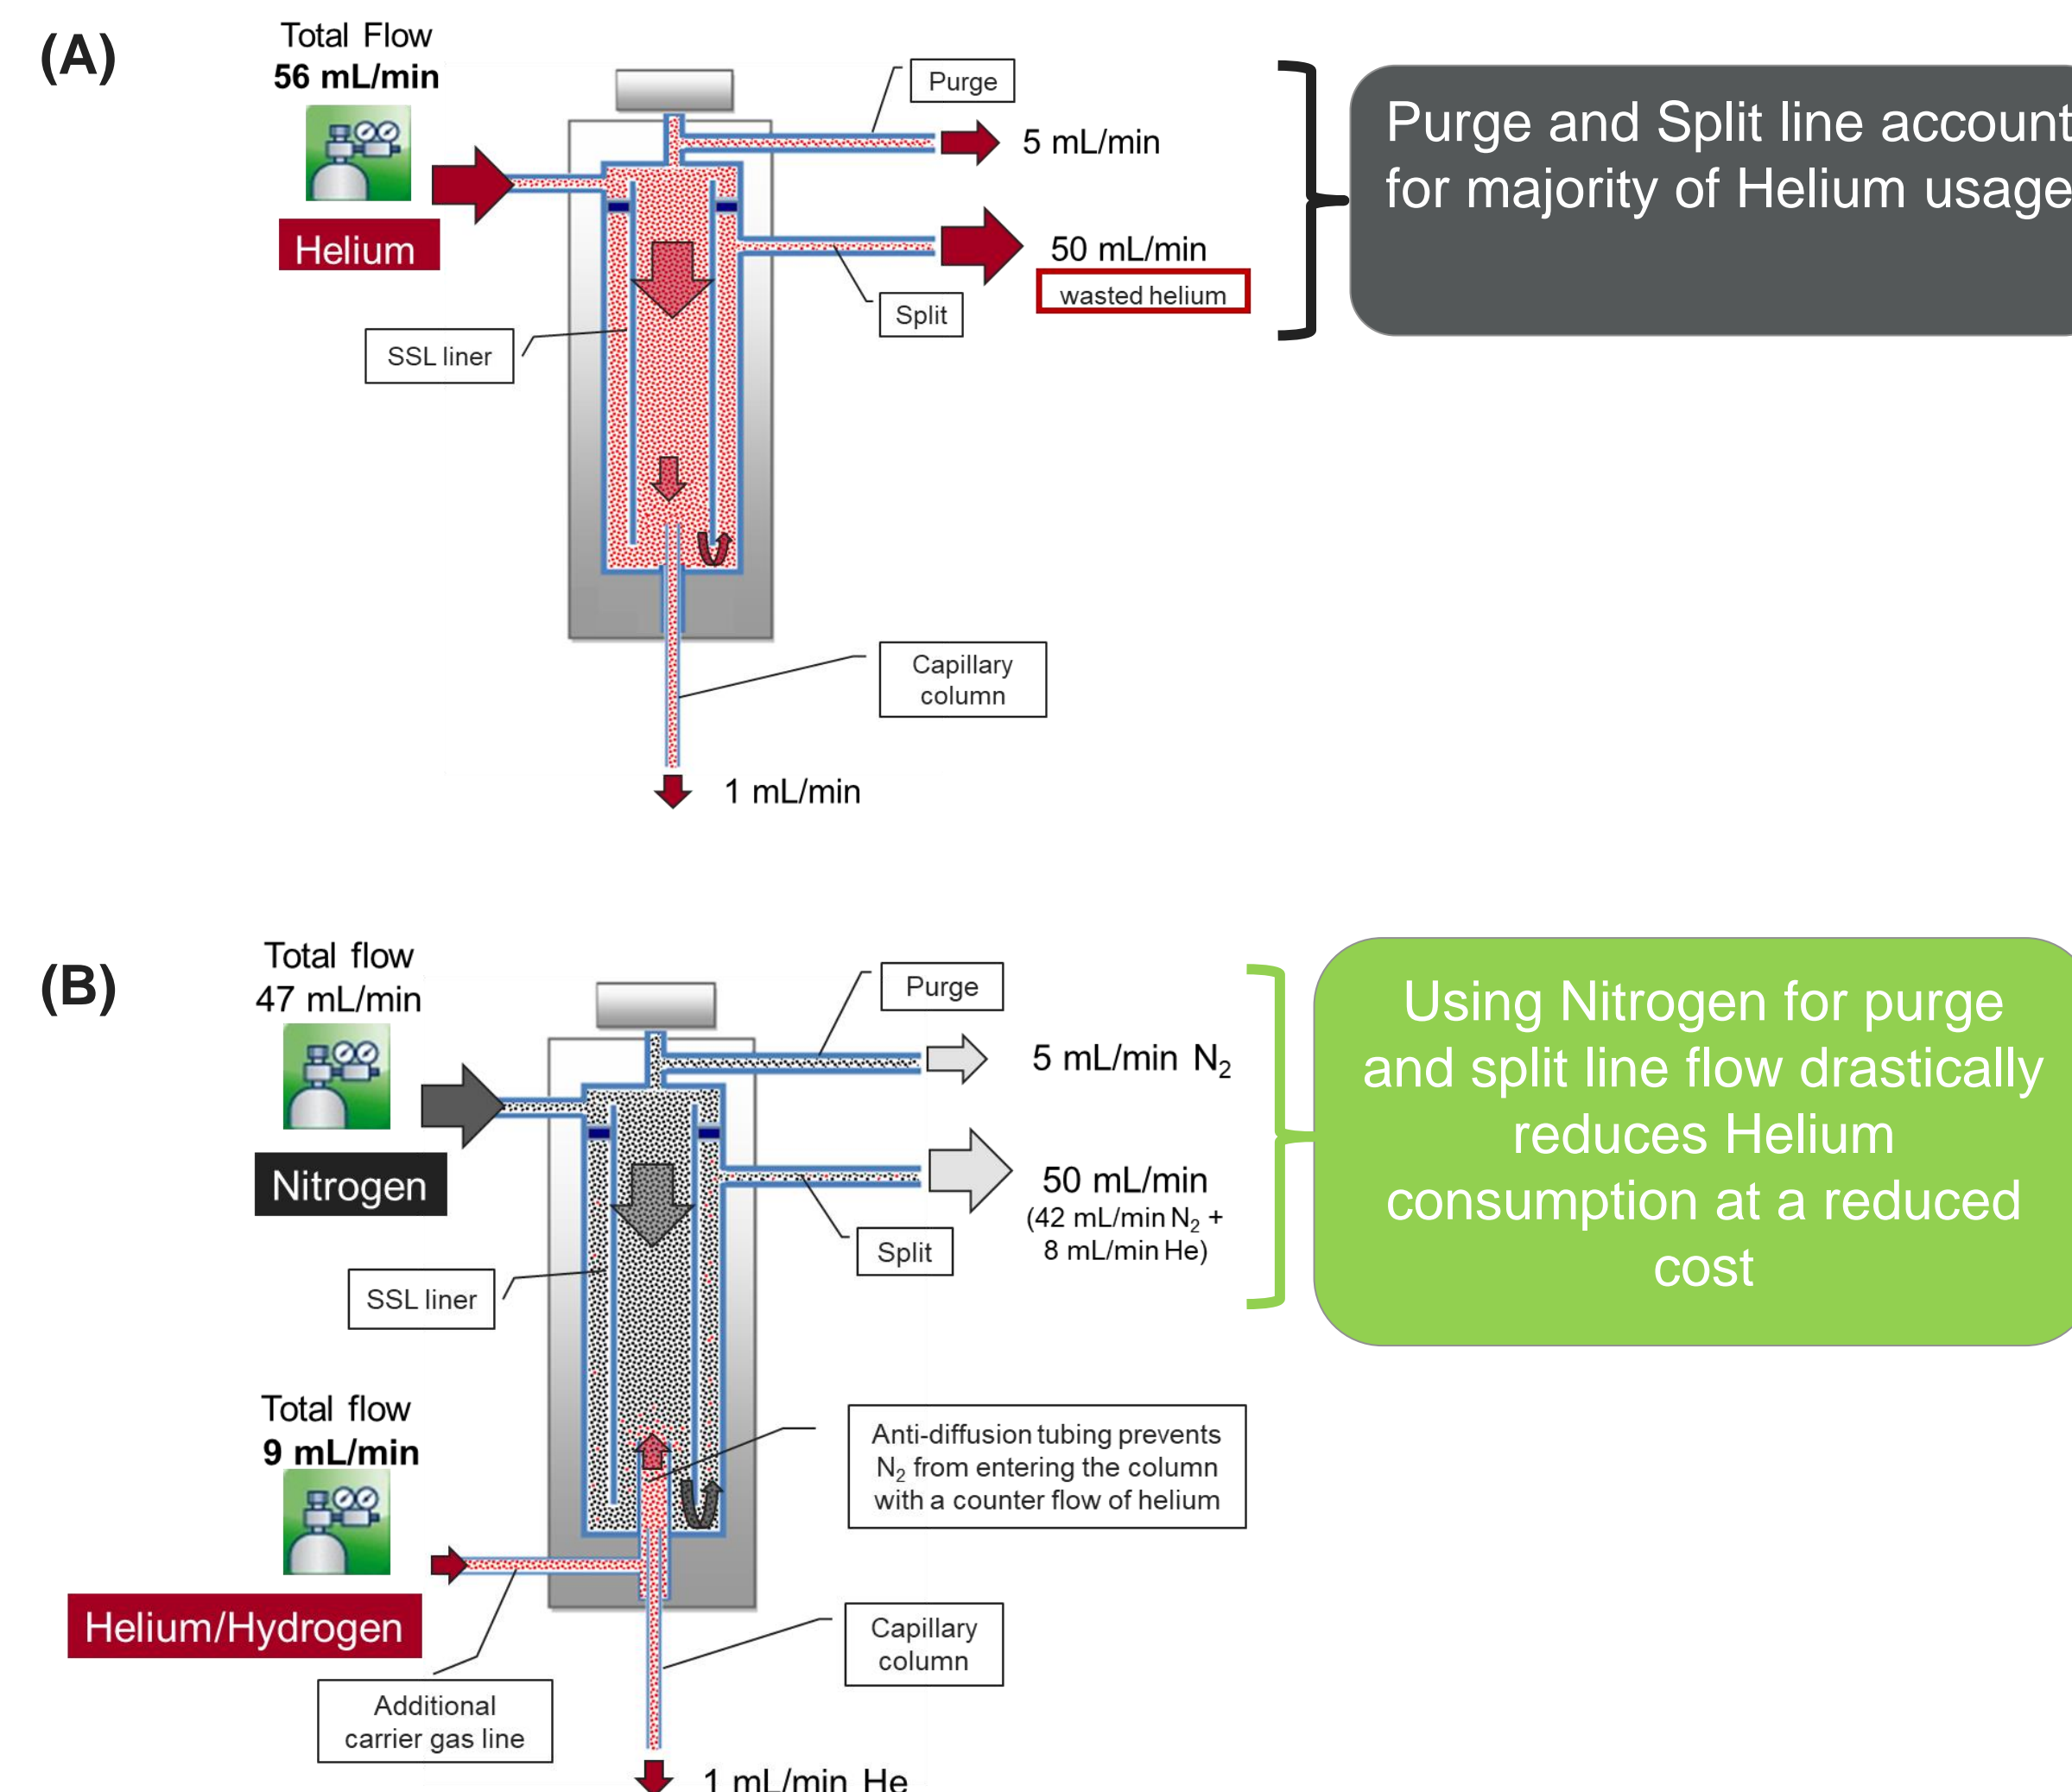 (A)
Total Flow
56 mL/min
Helium
Purge
5 mL/min
50 mL/min
wasted helium
Split
SSL liner
Capillary
column
1 mL/min
Purge and Split line account
for majority of Helium usage
(B)
Total flow
47 mL/min
Nitrogen
Purge
5 mL/min N₂
50 mL/min
(42 mL/min N₂ +
8 mL/min He)
Split
SSL liner
Using Nitrogen for purge
and split line flow drastically
reduces Helium
consumption at a reduced
cost
Total flow
9 mL/min
Helium/Hydrogen
Anti-diffusion tubing prevents
N₂ from entering the column
with a counter flow of helium
Additional
carrier gas line
Capillary
column
1 mL/min He